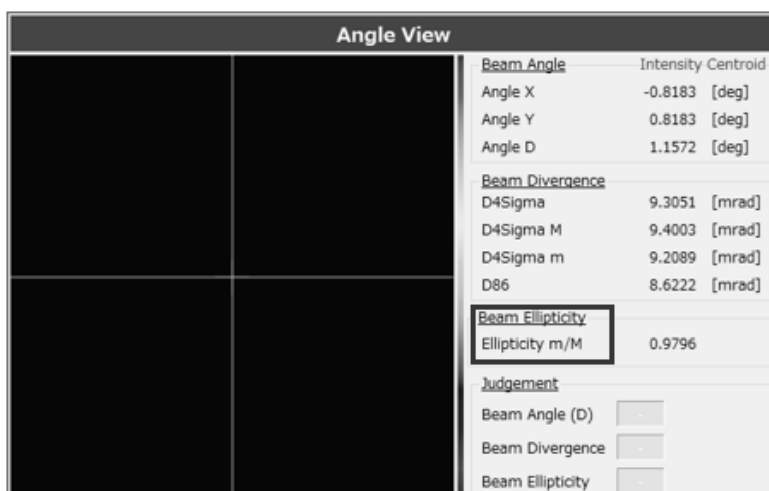 Angle View
Beam Angle Intensity Centroid
Angle X -0.8183 [deg]
Angle Y 0.8183 [deg]
Angle D 1.1572 [deg]
Beam Divergence
D4Sigma 9.3051 [mrad]
D4Sigma M 9.4003 [mrad]
D4Sigma m 9.2089 [mrad]
D86 8.6222 [mrad]
Beam Ellipticity
Ellipticity m/M 0.9796
Judgement
Beam Angle (D) -
Beam Divergence -
Beam Ellipticity -